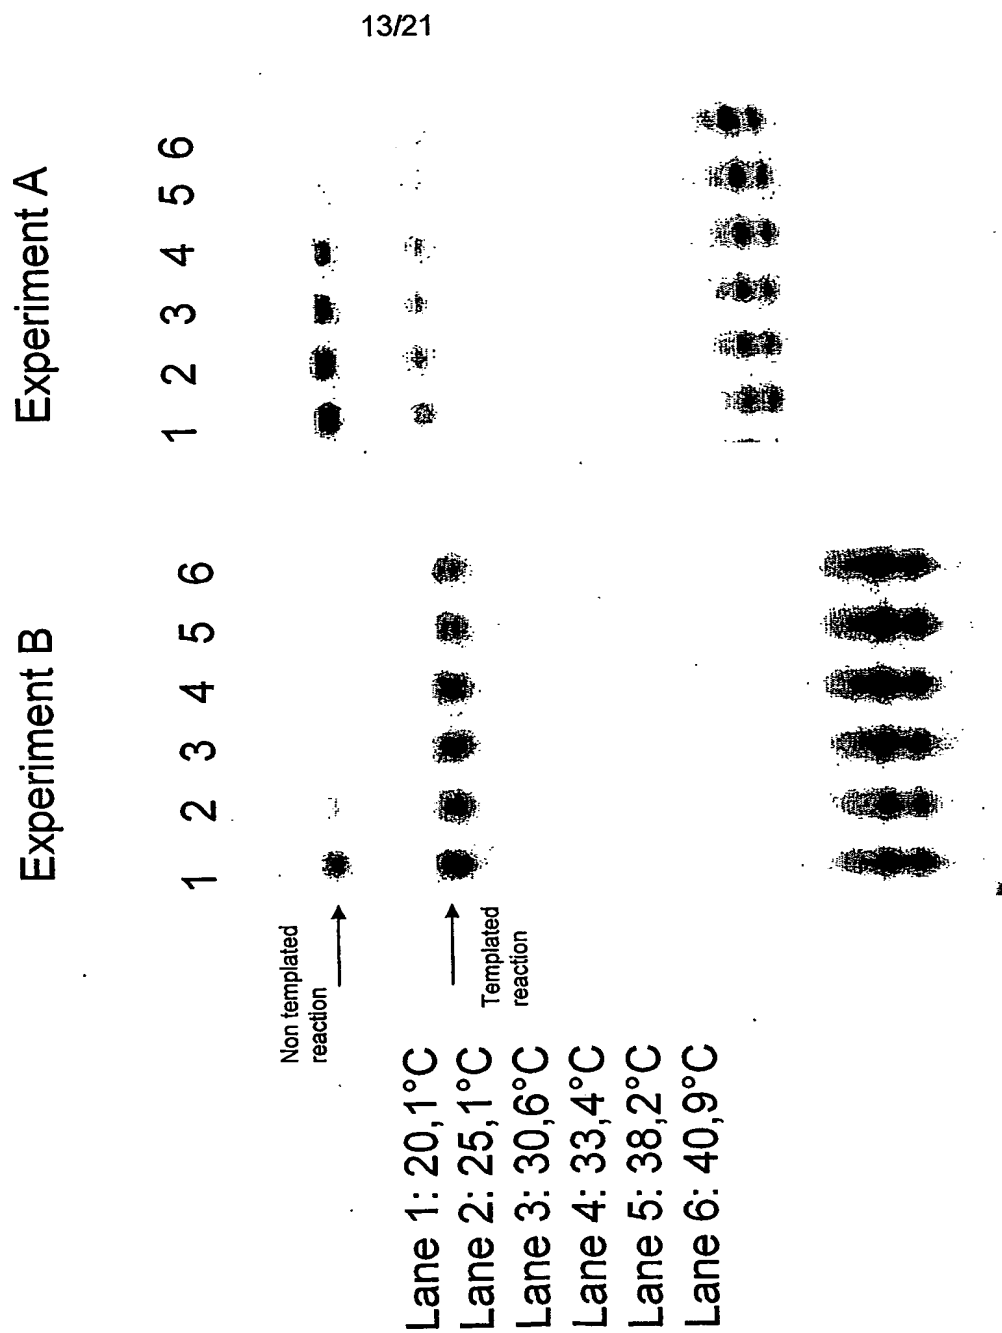 13/21
Experiment A
1 2 3 4 5 6
Experiment B
1 2 3 4 5 6
Non templated
reaction
Templated
reaction
Lane 1: 20,1°C
Lane 2: 25,1°C
Lane 3: 30,6°C
Lane 4: 33,4°C
Lane 5: 38,2°C
Lane 6: 40,9°C